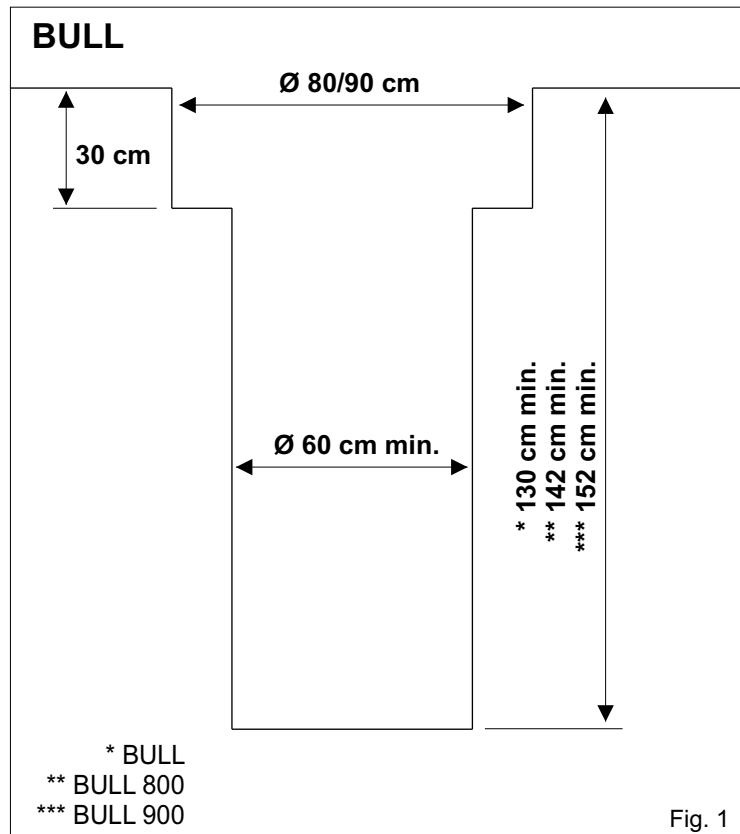 BULL
Ø 80/90 cm
30 cm
Ø 60 cm min.
* 130 cm min.
** 142 cm min.
*** 152 cm min.
* BULL
** BULL 800
*** BULL 900
Fig. 1